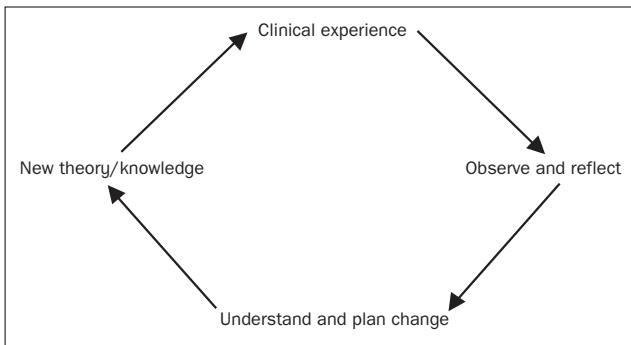 Clinical experience
New theory/knowledge
Observe and reflect
Understand and plan change